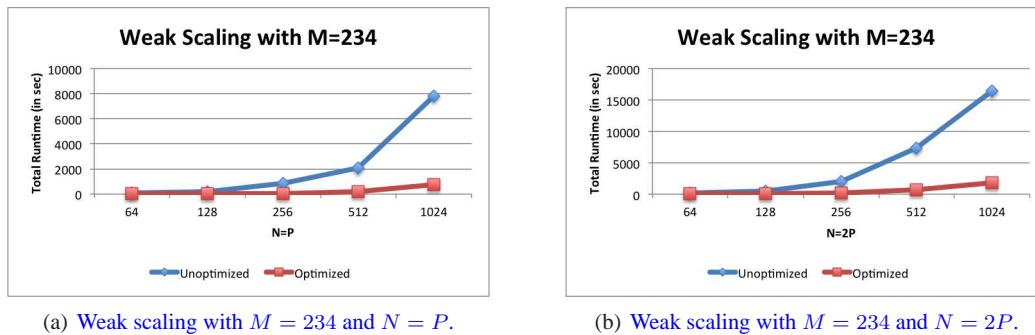 Weak Scaling with M=234
Total Runtime (in sec)
10000
8000
6000
4000
2000
0
64 128 256 512 1024
N=P
Unoptimized Optimized
(a) Weak scaling with M = 234 and N = P.
Weak Scaling with M=234
Total Runtime (in sec)
20000
15000
10000
5000
0
64 128 256 512 1024
N=2P
Unoptimized Optimized
(b) Weak scaling with M = 234 and N = 2P.